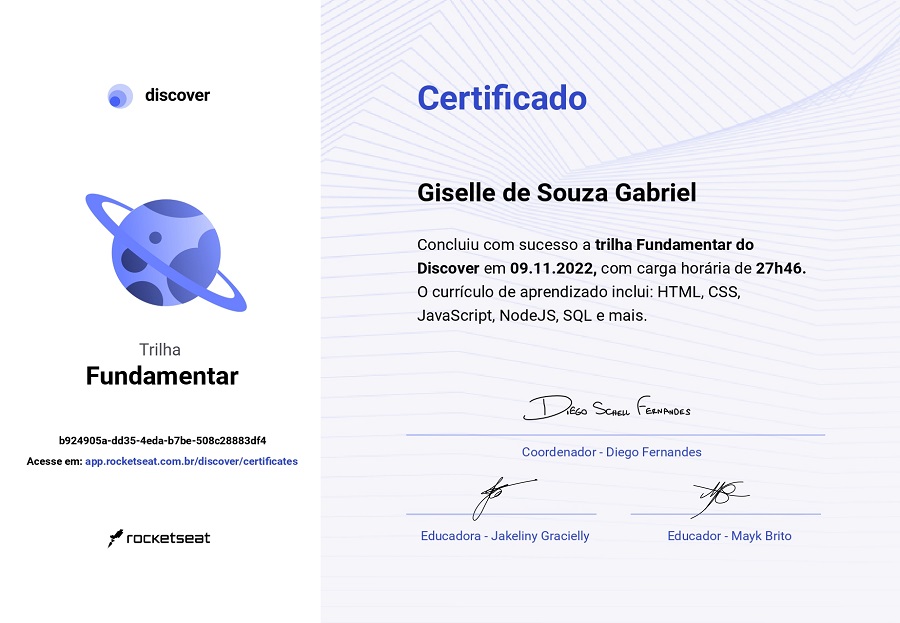 discover
Trilha
Fundamentar
b924905a-dd35-4eda-b7be-508c28883df4
Acesse em: app.rocketseat.com.br/discover/certificates
rocketseat
Certificado
Giselle de Souza Gabriel
Concluiu com sucesso a trilha Fundamentar do
Discover em 09.11.2022, com carga horária de 27h46.
O currículo de aprendizado inclui: HTML, CSS,
JavaScript, NodeJS, SQL e mais.
Diego Schell Fernandes
Coordenador - Diego Fernandes
Educadora - Jakeliny Gracielly
Educador - Mayk Brito